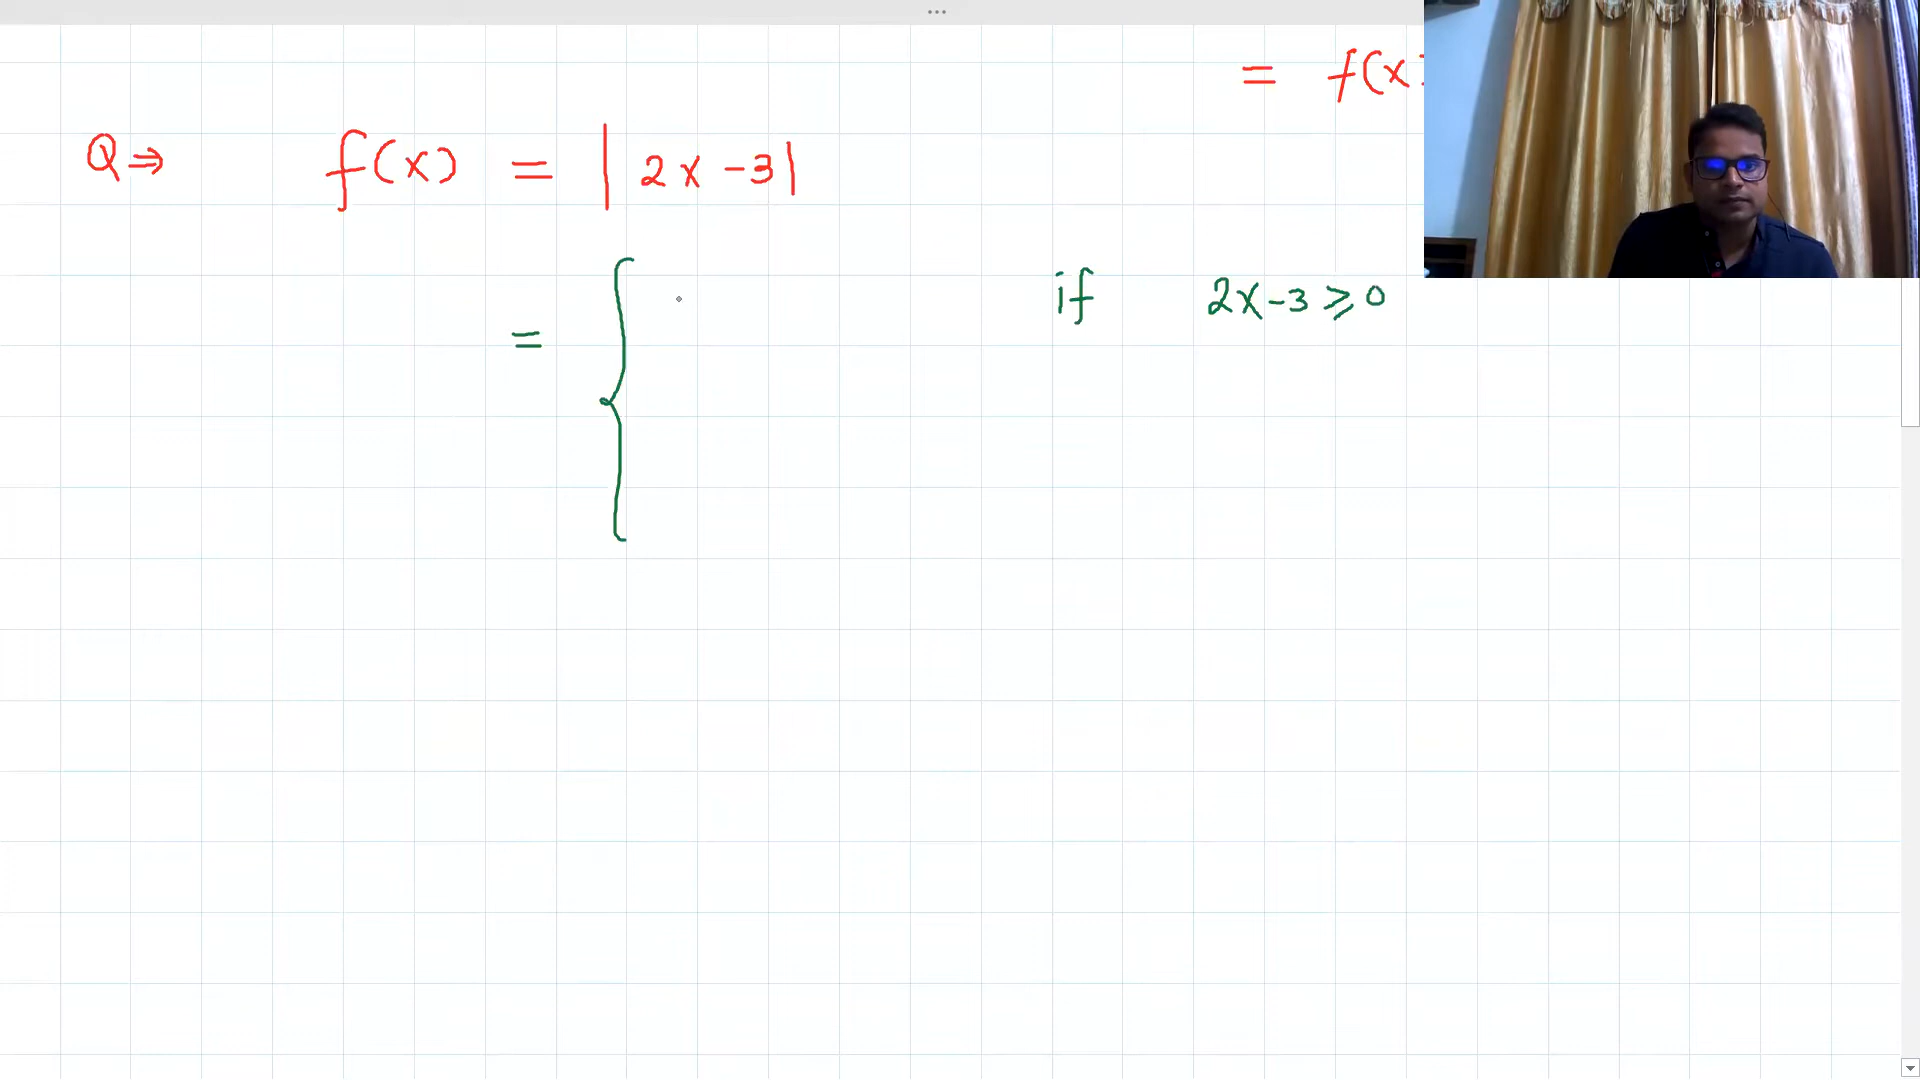 = f(x)
Q⇒ f(x) = |2x-3|
= { if 2x-3 ≥ 0